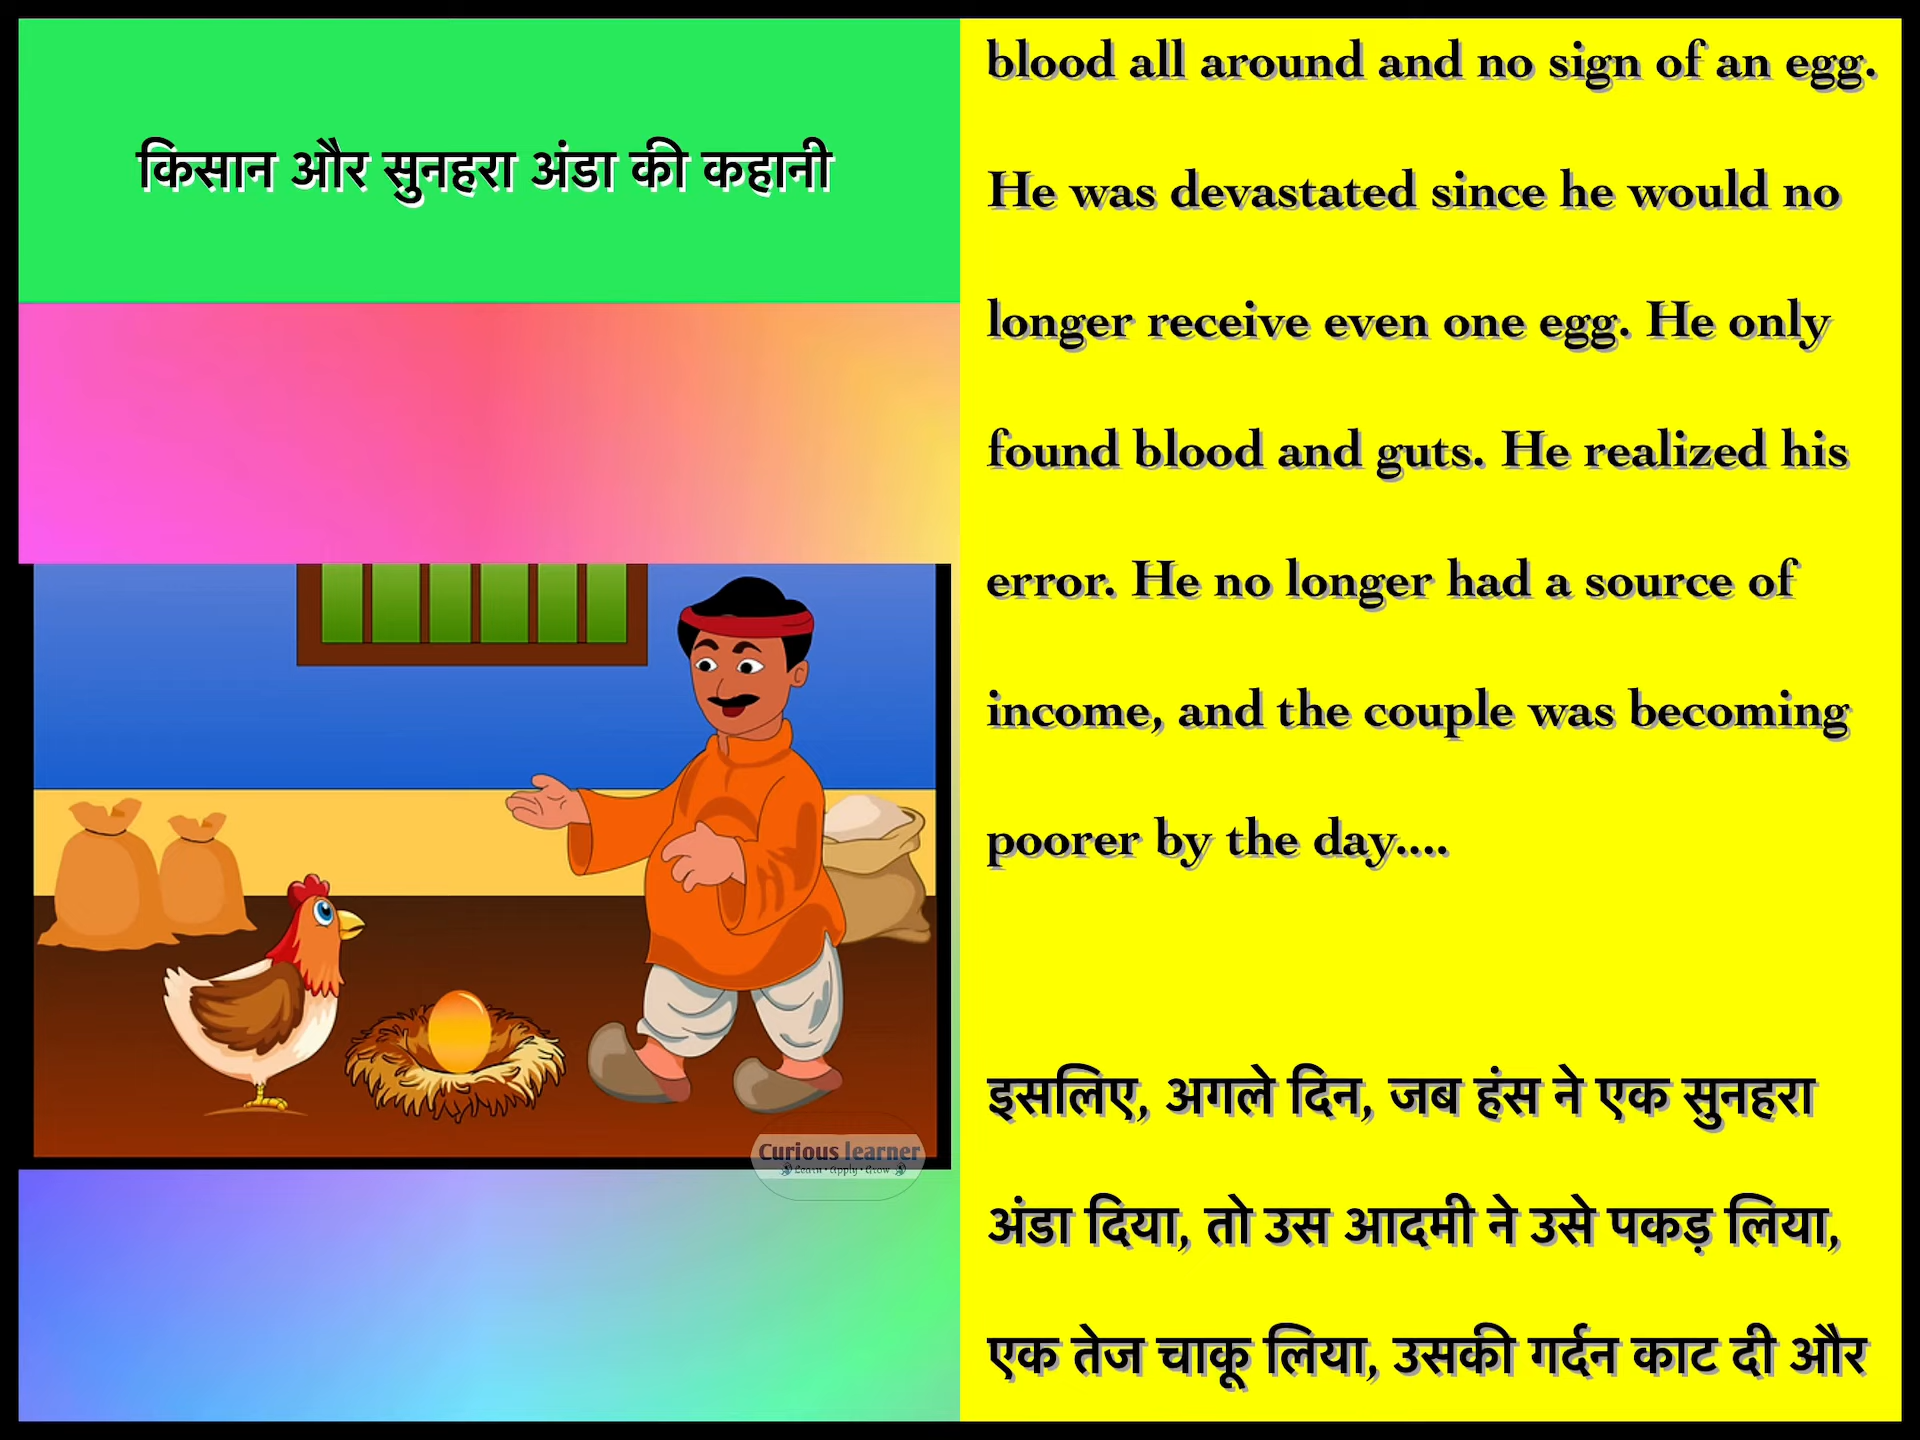 किसान और सुनहरा अंडा की कहानी
blood all around and no sign of an egg.
He was devastated since he would no
longer receive even one egg. He only
found blood and guts. He realized his
error. He no longer had a source of
income, and the couple was becoming
poorer by the day....
इसलिए, अगले दिन, जब हंस ने एक सुनहरा
अंडा दिया, तो उस आदमी ने उसे पकड़ लिया,
एक तेज चाकू लिया, उसकी गर्दन काट दी और
Curious learner
Learn • Apply • Grow